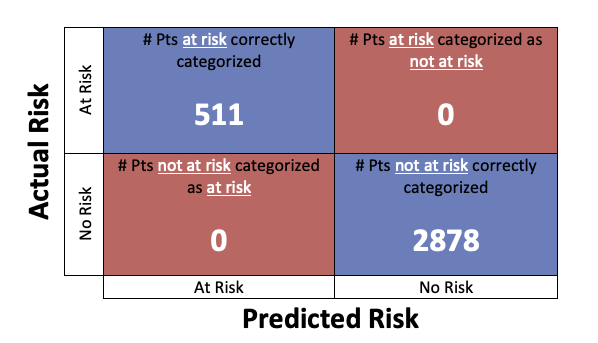 # Pts at risk correctly
categorized
511
# Pts at risk categorized as
not at risk
0
# Pts not at risk categorized
as at risk
0
# Pts not at risk correctly
categorized
2878
Actual Risk
At Risk
No Risk
At Risk
No Risk
Predicted Risk